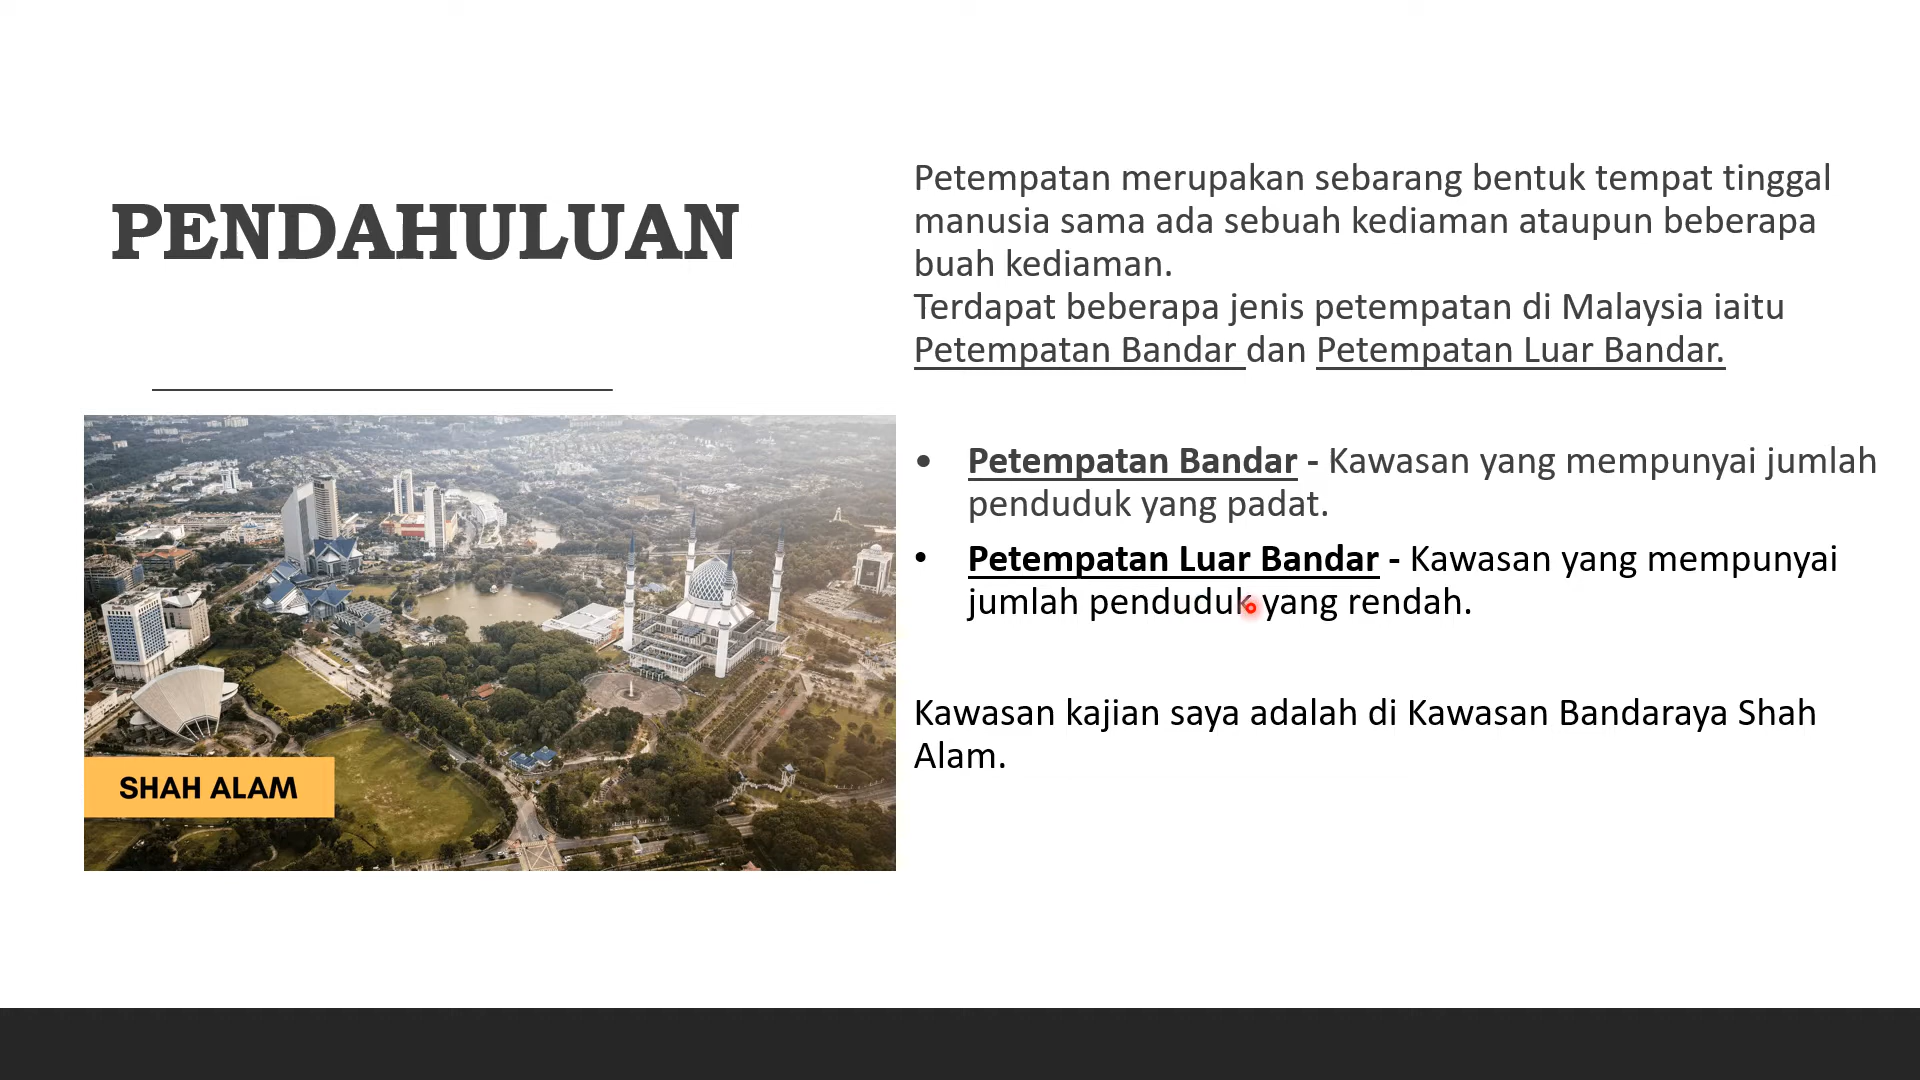 PENDAHULUAN
Petempatan merupakan sebarang bentuk tempat tinggal
manusia sama ada sebuah kediaman ataupun beberapa
buah kediaman.
Terdapat beberapa jenis petempatan di Malaysia iaitu
Petempatan Bandar dan Petempatan Luar Bandar.
• Petempatan Bandar - Kawasan yang mempunyai jumlah
penduduk yang padat.
• Petempatan Luar Bandar - Kawasan yang mempunyai
jumlah penduduk yang rendah.
Kawasan kajian saya adalah di Kawasan Bandaraya Shah
Alam.
SHAH ALAM